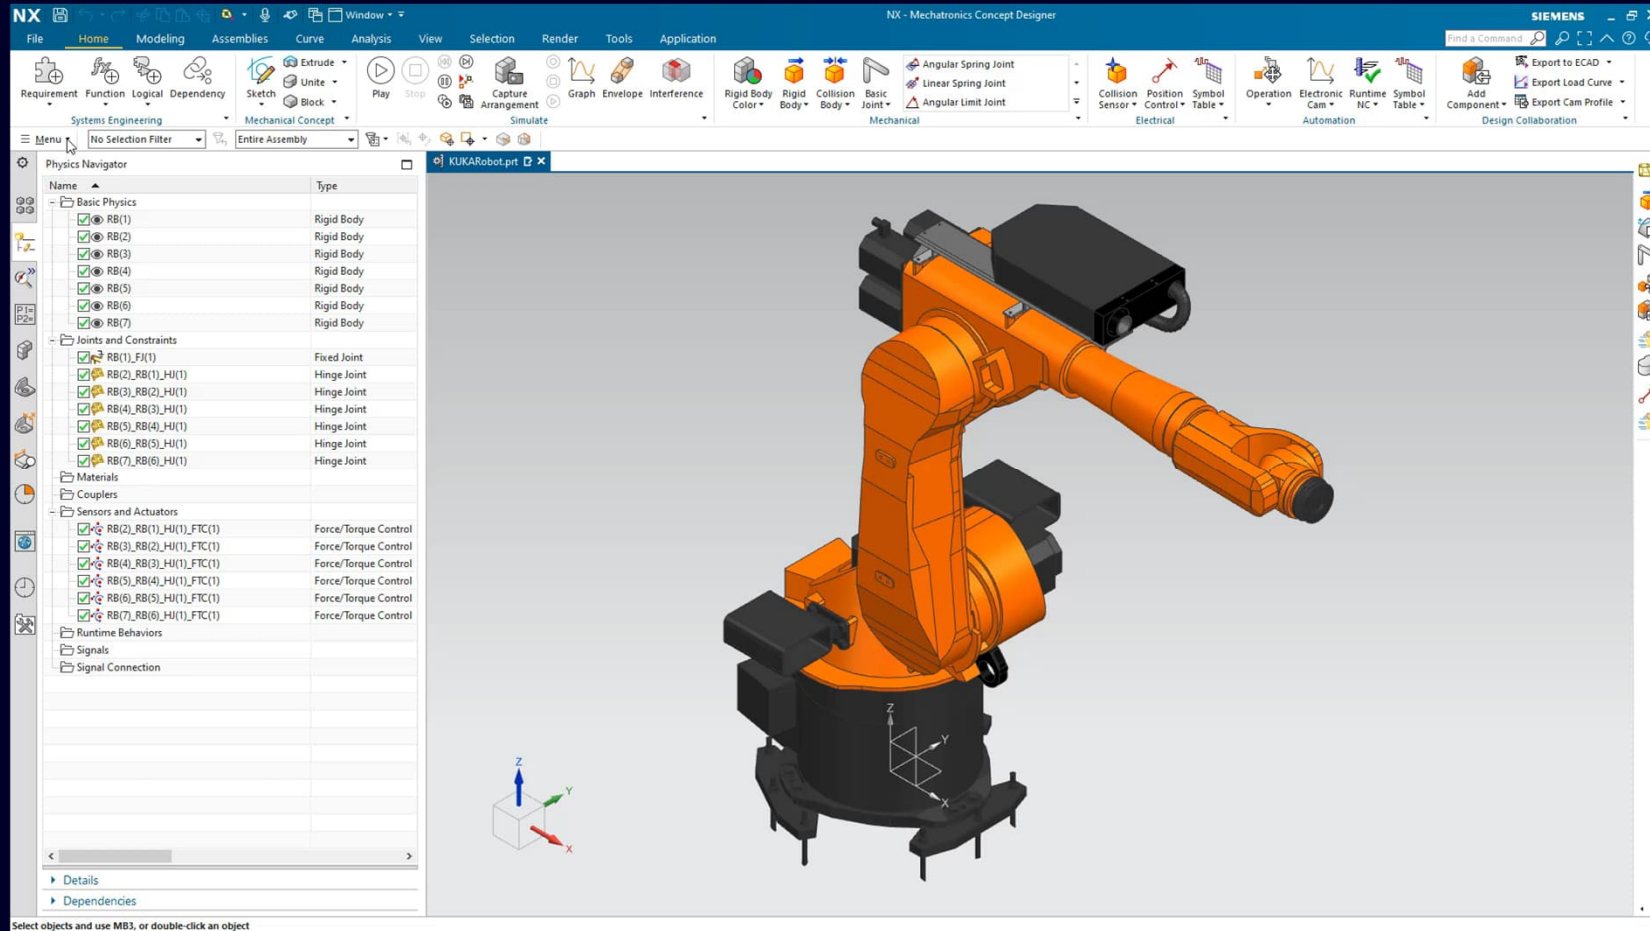 NX
Window
NX - Mechatronics Concept Designer
SIEMENS
File Home Modeling Assemblies Curve Analysis View Selection Render Tools Application
Find a Command
Requirement
Function
Logical
Dependency
Systems Engineering
Sketch
Extrude
Unite
Block
Mechanical Concept
Play
Stop
Capture Arrangement
Graph
Envelope
Interference
Simulate
Rigid Body Color
Rigid Body
Collision Body
Basic Joint
Angular Spring Joint
Linear Spring Joint
Angular Limit Joint
Mechanical
Collision Sensor
Position Control
Symbol Table
Electrical
Operation
Electronic Cam
Runtime NC
Symbol Table
Automation
Add Component
Export to ECAD
Export Load Curve
Export Cam Profile
Design Collaboration
Menu
No Selection Filter
Entire Assembly
Physics Navigator
KUKARobot.prt
Name Type
Basic Physics
RB(1) Rigid Body
RB(2) Rigid Body
RB(3) Rigid Body
RB(4) Rigid Body
RB(5) Rigid Body
RB(6) Rigid Body
RB(7) Rigid Body
Joints and Constraints
RB(1)_FJ(1) Fixed Joint
RB(2)_RB(1)_HJ(1) Hinge Joint
RB(3)_RB(2)_HJ(1) Hinge Joint
RB(4)_RB(3)_HJ(1) Hinge Joint
RB(5)_RB(4)_HJ(1) Hinge Joint
RB(6)_RB(5)_HJ(1) Hinge Joint
RB(7)_RB(6)_HJ(1) Hinge Joint
Materials
Couplers
Sensors and Actuators
RB(2)_RB(1)_HJ(1)_FTC(1) Force/Torque Control
RB(3)_RB(2)_HJ(1)_FTC(1) Force/Torque Control
RB(4)_RB(3)_HJ(1)_FTC(1) Force/Torque Control
RB(5)_RB(4)_HJ(1)_FTC(1) Force/Torque Control
RB(6)_RB(5)_HJ(1)_FTC(1) Force/Torque Control
RB(7)_RB(6)_HJ(1)_FTC(1) Force/Torque Control
Runtime Behaviors
Signals
Signal Connection
Details
Dependencies
P1=
P2=
Z
Y
X
Z
Y
X
Select objects and use MB3, or double-click an object